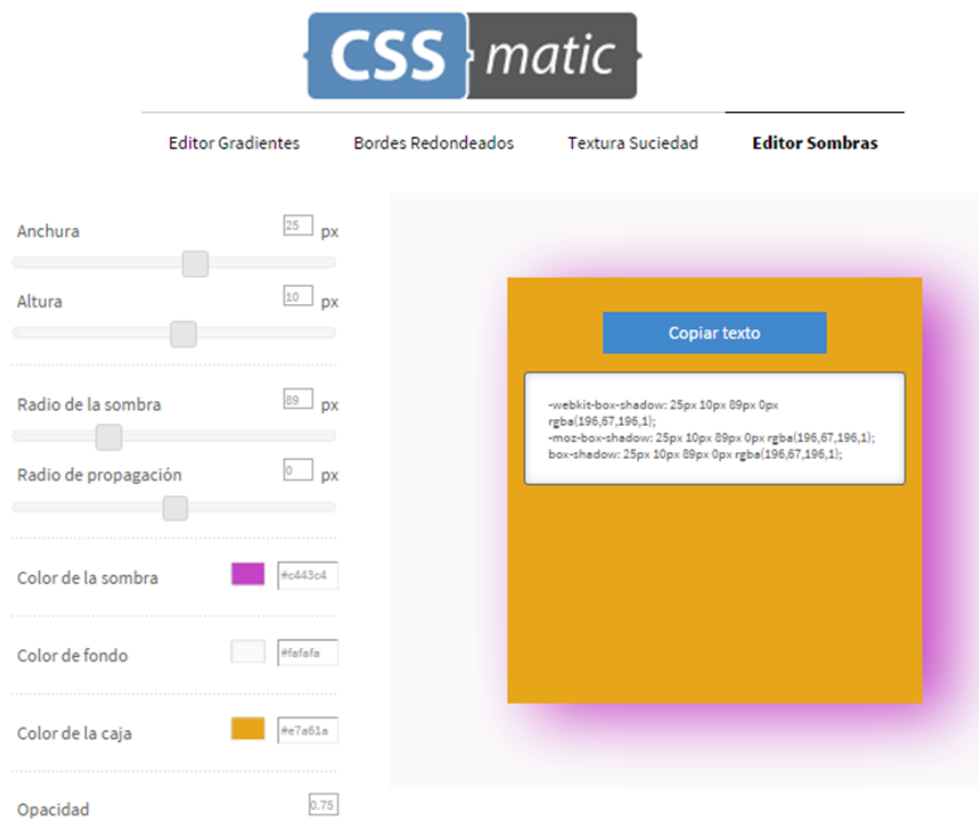 CSS matic
Editor Gradientes Bordes Redondeados Textura Suciedad Editor Sombras
Anchura 25 px
Altura 10 px
Radio de la sombra 89 px
Radio de propagación 0 px
Color de la sombra #c443c4
Color de fondo #fafafa
Color de la caja #e7a61a
Opacidad 0.75
Copiar texto
-webkit-box-shadow: 25px 10px 89px 0px
rgba(196,67,196,1);
-moz-box-shadow: 25px 10px 89px 0px rgba(196,67,196,1);
box-shadow: 25px 10px 89px 0px rgba(196,67,196,1);